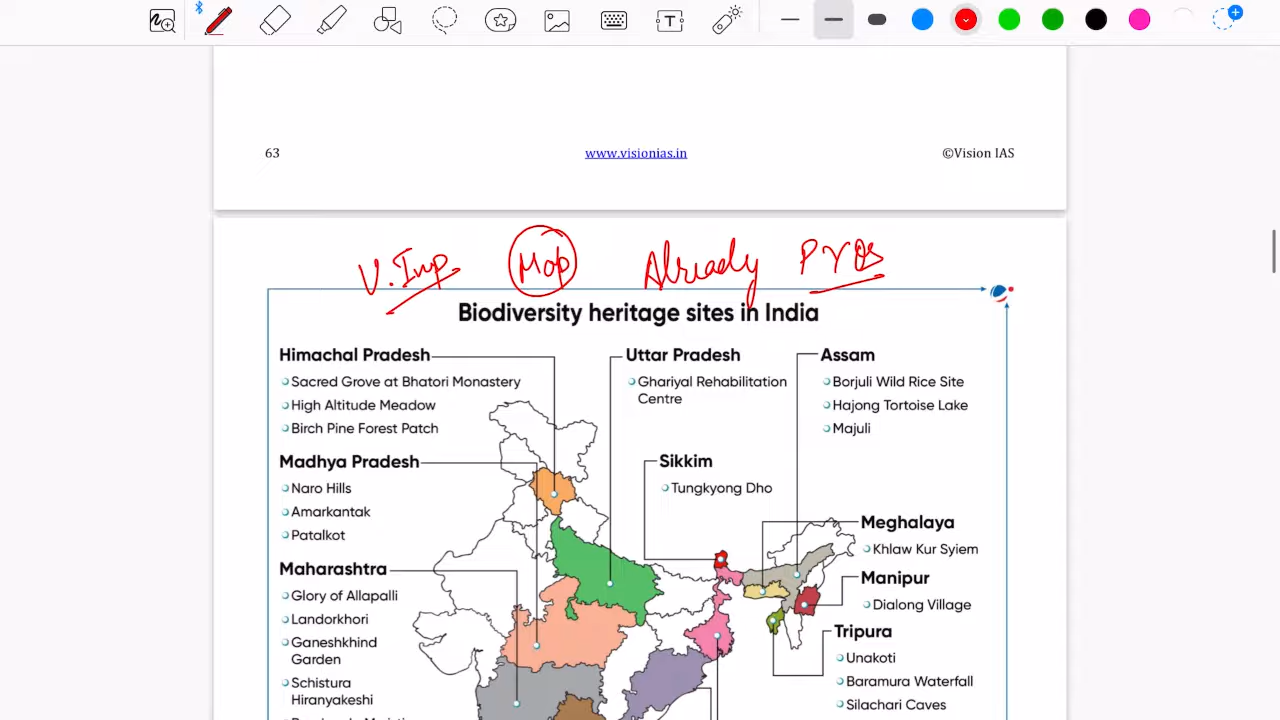 63 www.visionias.in ©Vision IAS
V. Imp. Map Already PYQs
Biodiversity heritage sites in India
Himachal Pradesh
Sacred Grove at Bhatori Monastery
High Altitude Meadow
Birch Pine Forest Patch
Madhya Pradesh
Naro Hills
Amarkantak
Patalkot
Maharashtra
Glory of Allapalli
Landorkhori
Ganeshkhind
Garden
Schistura
Hiranyakeshi
Uttar Pradesh
Ghariyal Rehabilitation
Centre
Sikkim
Tungkyong Dho
Assam
Borjuli Wild Rice Site
Hajong Tortoise Lake
Majuli
Meghalaya
Khlaw Kur Syiem
Manipur
Dialong Village
Tripura
Unakoti
Baramura Waterfall
Silachari Caves